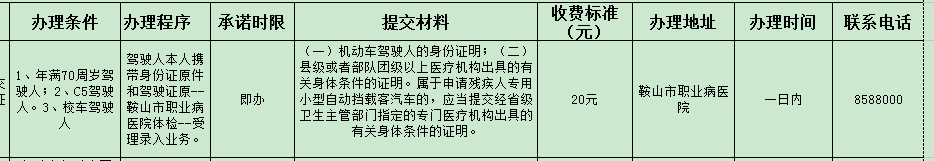 办理条件
办理程序
承诺时限
提交材料
收费标准
（元）
办理地址
办理时间
联系电话
交
证
1、年满70周岁驾
驶人；2、C5驾驶
人。3、校车驾驶
人
驾驶人本人携
带身份证原件
和驾驶证原--
鞍山市职业病
医院体检--受
理录入业务。
即办
（一）机动车驾驶人的身份证明；（二）
县级或者部队团级以上医疗机构出具的有
关身体条件的证明。属于申请残疾人专用
小型自动挡载客汽车的，应当提交经省级
卫生主管部门指定的专门医疗机构出具的
有关身体条件的证明。
20元
鞍山市职业病医
院
一日内
8588000